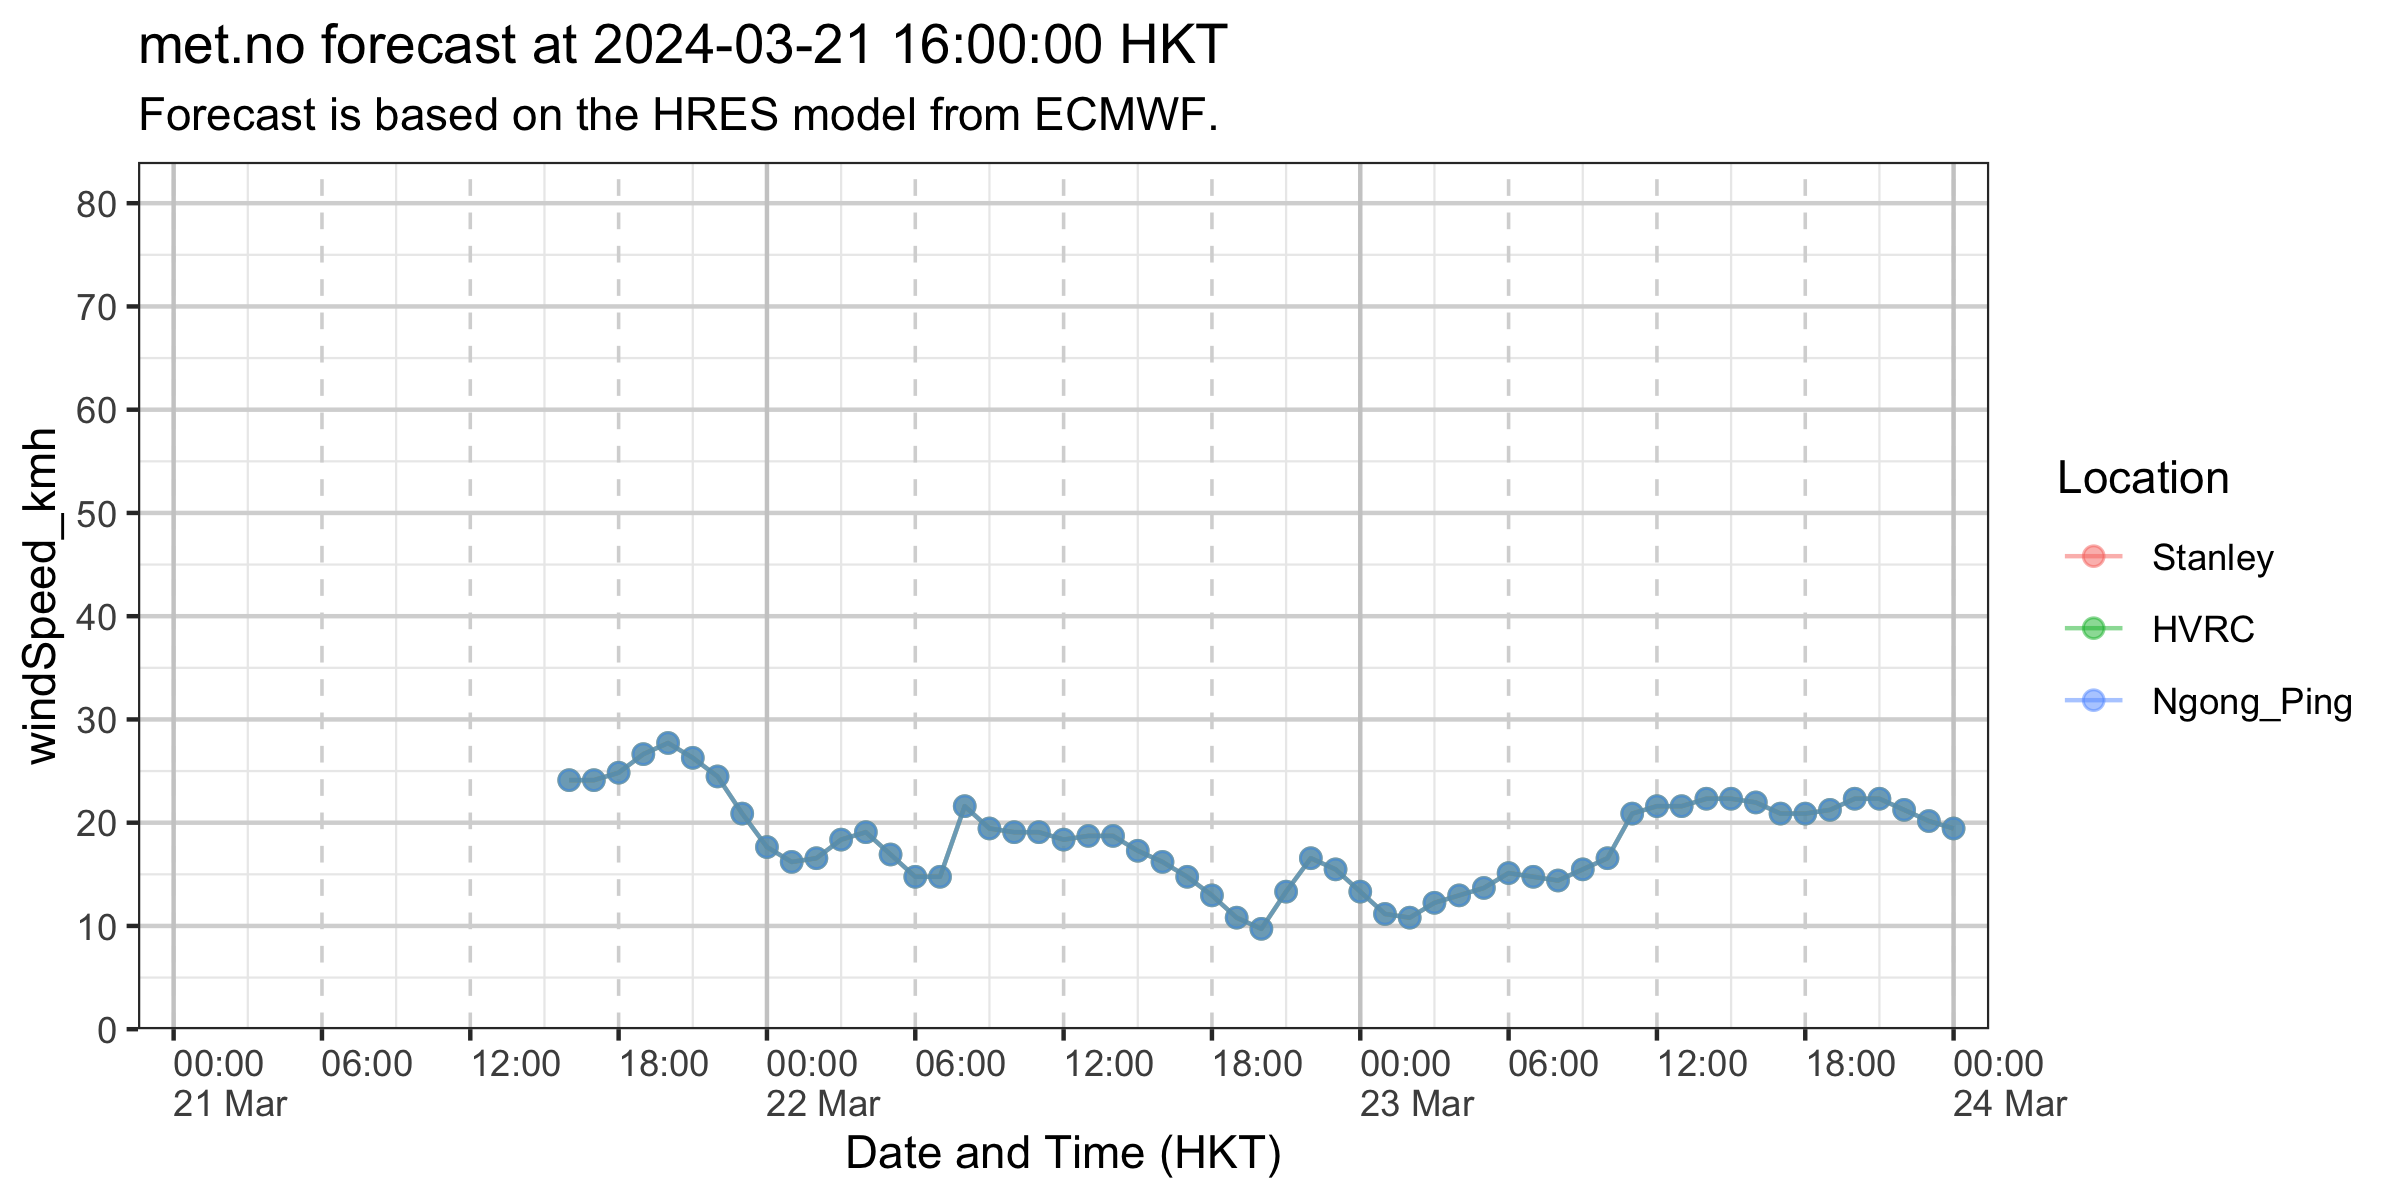 met.no forecast at 2024-03-21 16:00:00 HKT
Forecast is based on the HRES model from ECMWF.
windSpeed_kmh
80
70
60
50
40
30
20
10
0
00:00 06:00 12:00 18:00 00:00 06:00 12:00 18:00 00:00 06:00 12:00 18:00 00:00
21 Mar 22 Mar 23 Mar 24 Mar
Date and Time (HKT)
Location
Stanley
HVRC
Ngong_Ping